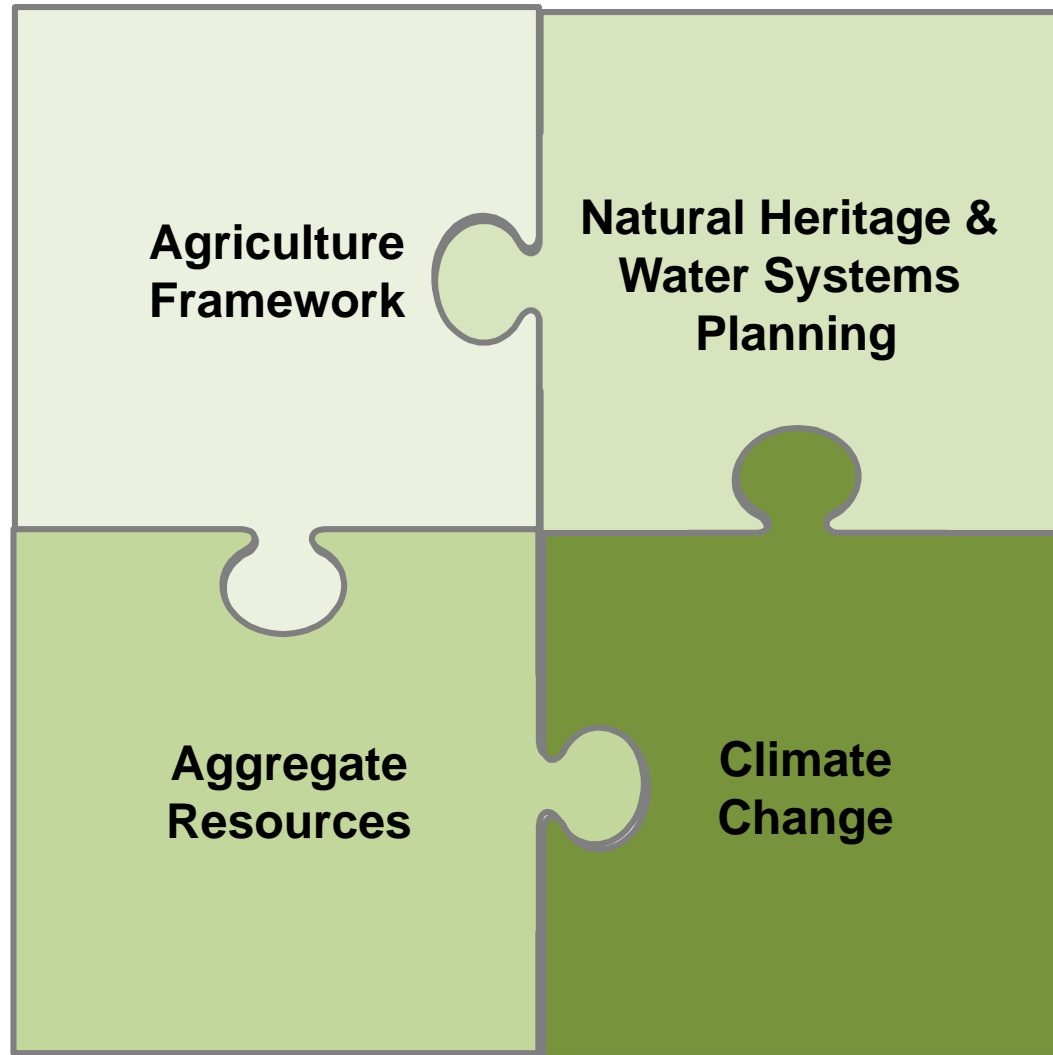 Agriculture
Framework
Natural Heritage &
Water Systems
Planning
Aggregate
Resources
Climate
Change